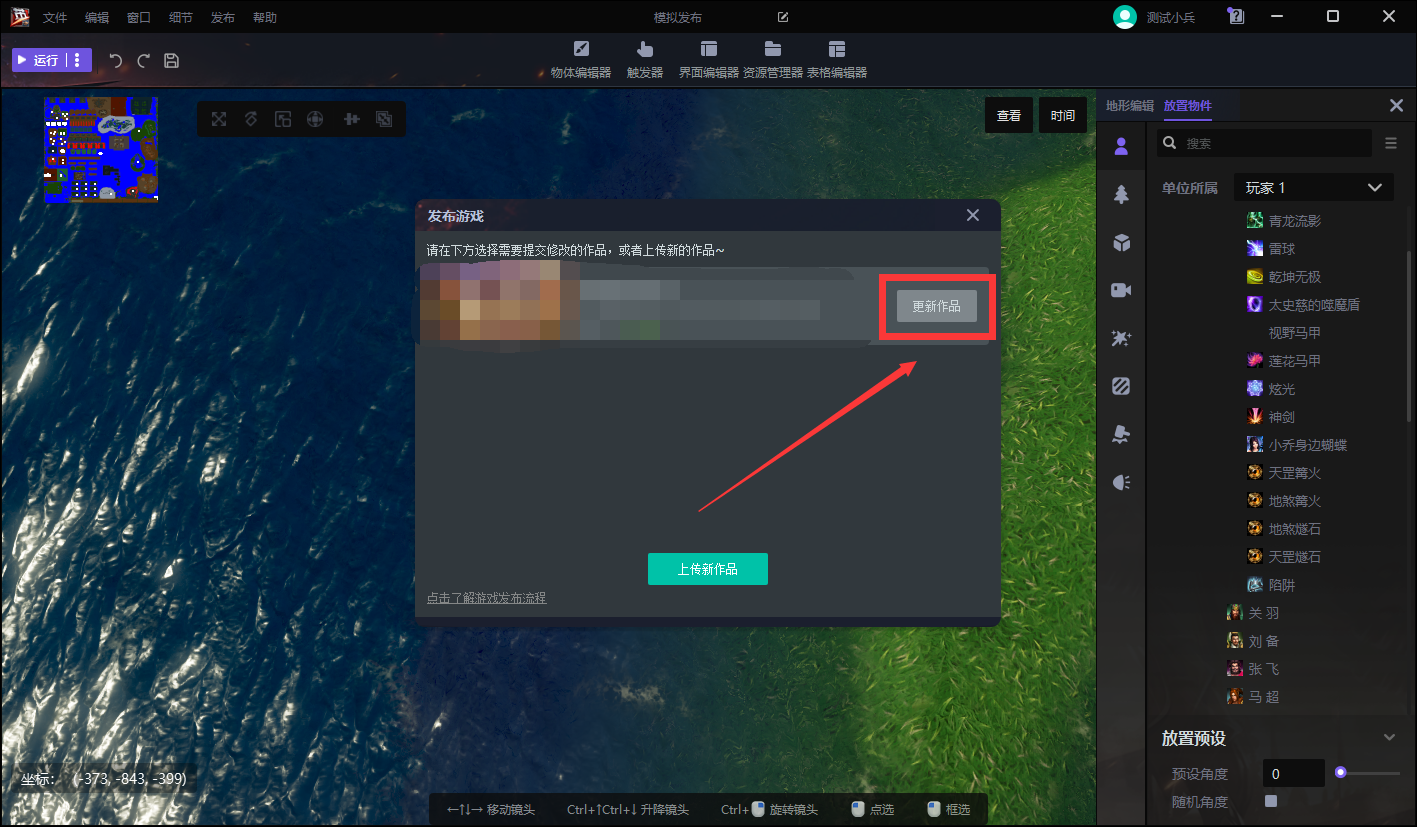 文件 编辑 窗口 细节 发布 帮助 模拟发布 测试小兵
运行 物体编辑器 触发器 界面编辑器 资源管理器 表格编辑器
查看 时间
地形编辑 放置物件
搜索
单位所属 玩家 1
青龙流影
雷球
乾坤无极
太虫慈的噬魔盾
视野马甲
莲花马甲
炫光
神剑
小乔身边蝴蝶
天罡篝火
地煞篝火
地煞燧石
天罡燧石
陷阱
关 羽
刘 备
张 飞
马 超
放置预设
预设角度 0
随机角度
发布游戏
请在下方选择需要提交修改的作品，或者上传新的作品~
更新作品
上传新作品
点击了解游戏发布流程
坐标： (-373, -843, -399)
←↑↓→ 移动镜头 Ctrl+↑Ctrl+↓ 升降镜头 Ctrl+ 旋转镜头 点选 框选